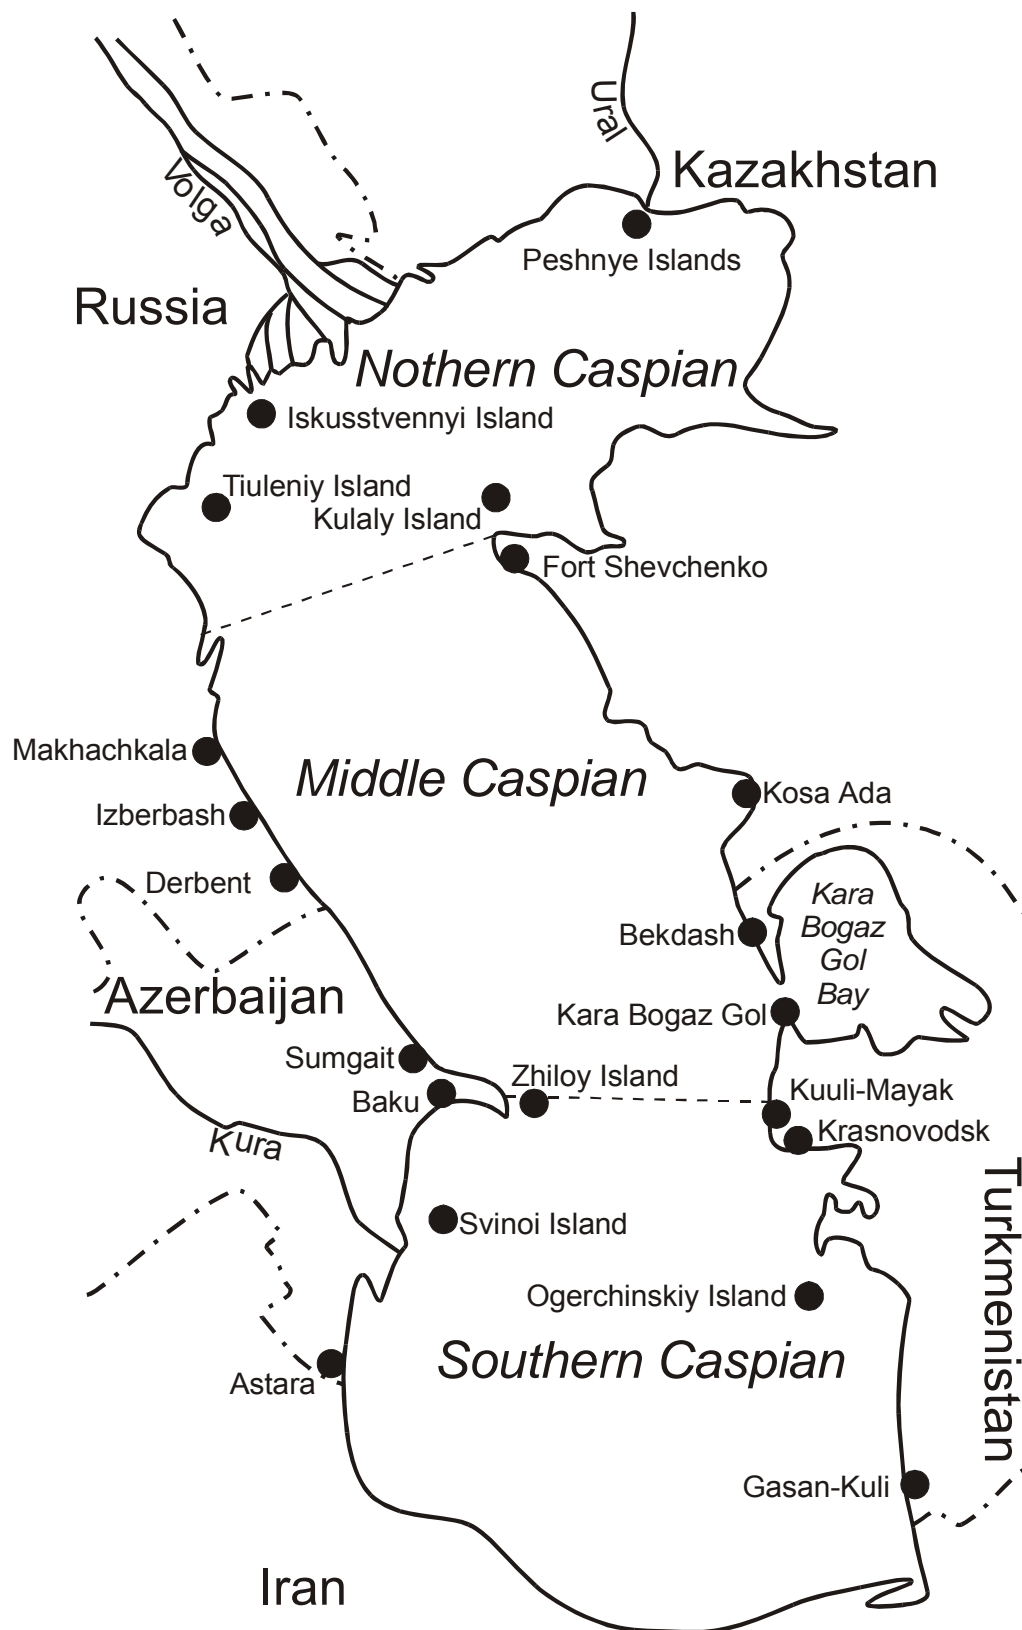 Ural
Kazakhstan
Volga
Peshnye Islands
Russia
Nothern Caspian
Iskusstvennyi Island
Tiuleniy Island
Kulaly Island
Fort Shevchenko
Makhachkala
Middle Caspian
Kosa Ada
Izberbash
Derbent
Kara
Bogaz
Gol
Bay
Bekdash
Azerbaijan
Kara Bogaz Gol
Sumgait
Zhiloy Island
Kuuli-Mayak
Baku
Krasnovodsk
Kura
Turkmenistan
Svinoi Island
Ogerchinskiy Island
Southern Caspian
Astara
Gasan-Kuli
Iran